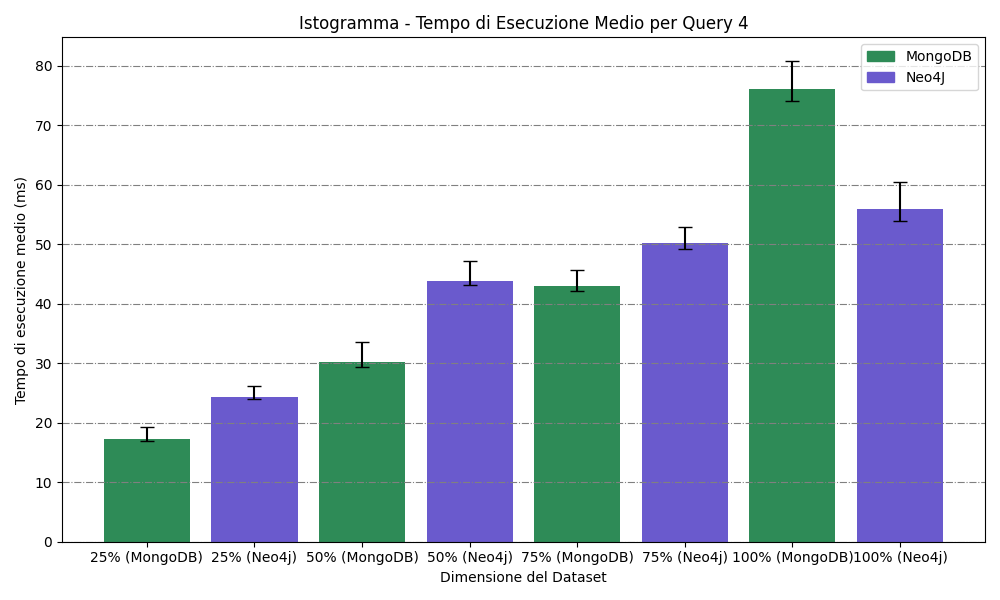 Istogramma - Tempo di Esecuzione Medio per Query 4
MongoDB
Neo4J
Tempo di esecuzione medio (ms)
80
70
60
50
40
30
20
10
0
25% (MongoDB)
25% (Neo4j)
50% (MongoDB)
50% (Neo4j)
75% (MongoDB)
75% (Neo4j)
100% (MongoDB)
100% (Neo4j)
Dimensione del Dataset